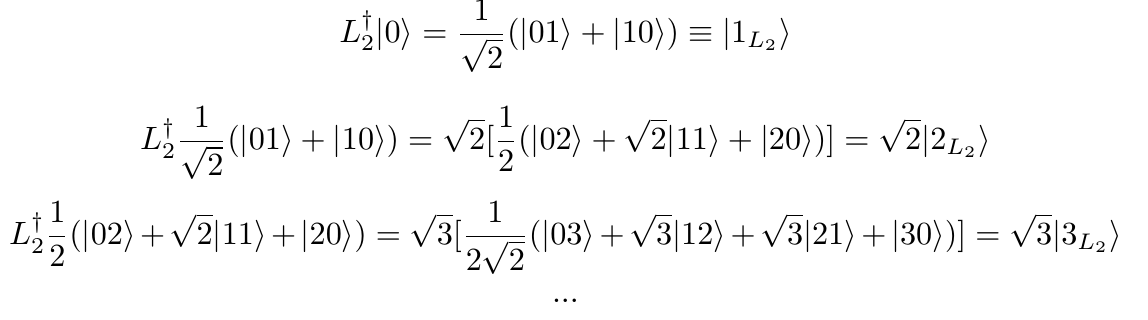 $L_2^\dagger|0\rangle = \frac{1}{\sqrt{2}}(|01\rangle + |10\rangle) \equiv |1_{L_2}\rangle$
$L_2^\dagger\frac{1}{\sqrt{2}}(|01\rangle + |10\rangle) = \sqrt{2}[\frac{1}{2}(|02\rangle + \sqrt{2}|11\rangle + |20\rangle)] = \sqrt{2}|2_{L_2}\rangle$
$L_2^\dagger\frac{1}{2}(|02\rangle + \sqrt{2}|11\rangle + |20\rangle) = \sqrt{3}[\frac{1}{2\sqrt{2}}(|03\rangle + \sqrt{3}|12\rangle + \sqrt{3}|21\rangle + |30\rangle)] = \sqrt{3}|3_{L_2}\rangle$
...